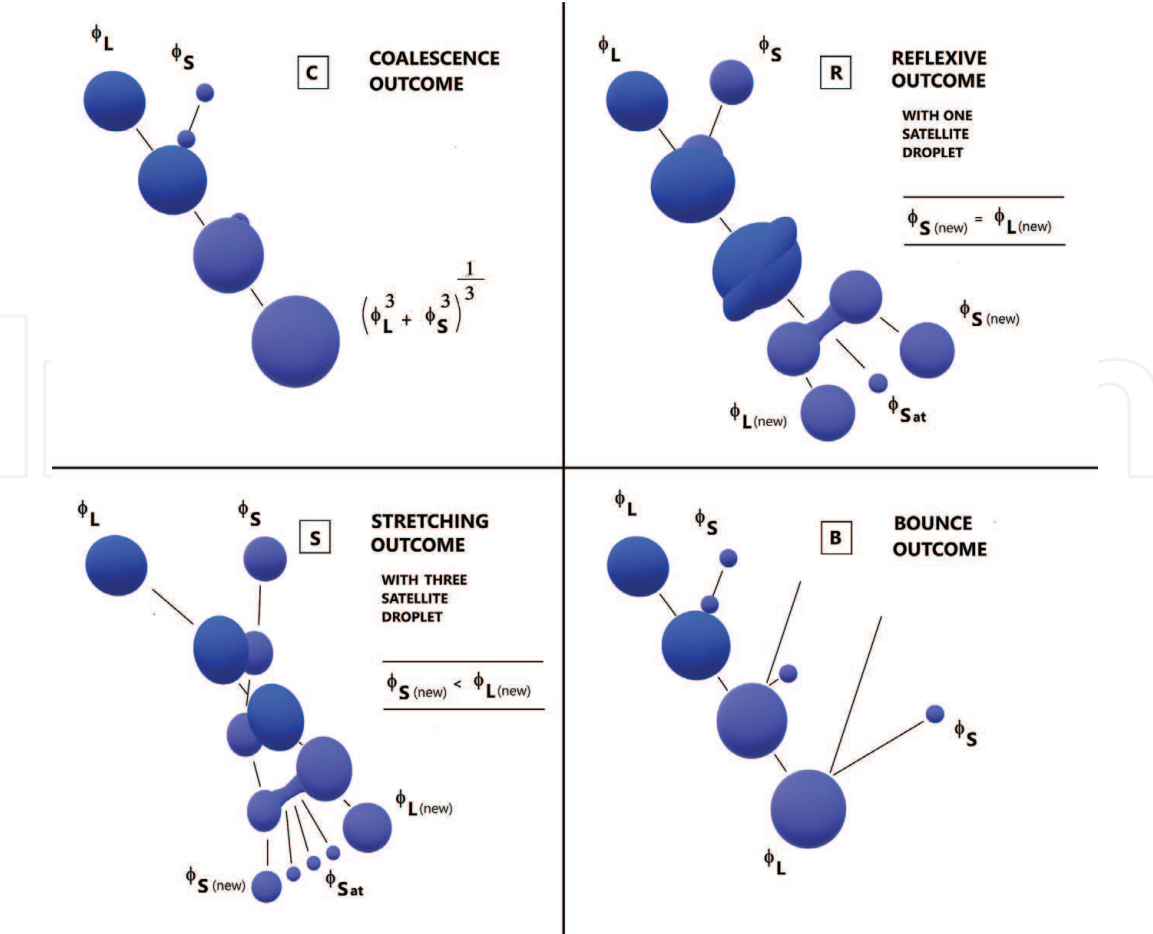 ϕL
ϕS
C
COALESCENCE
OUTCOME
(ϕL³ + ϕS³)^1/3
ϕL
ϕS
R
REFLEXIVE
OUTCOME
WITH ONE
SATELLITE
DROPLET
ϕS (new) = ϕL (new)
ϕS (new)
ϕSat
ϕL (new)
ϕL
ϕS
S
STRETCHING
OUTCOME
WITH THREE
SATELLITE
DROPLET
ϕS (new) < ϕL (new)
ϕL (new)
ϕS (new)
ϕSat
ϕL
ϕS
B
BOUNCE
OUTCOME
ϕS
ϕL